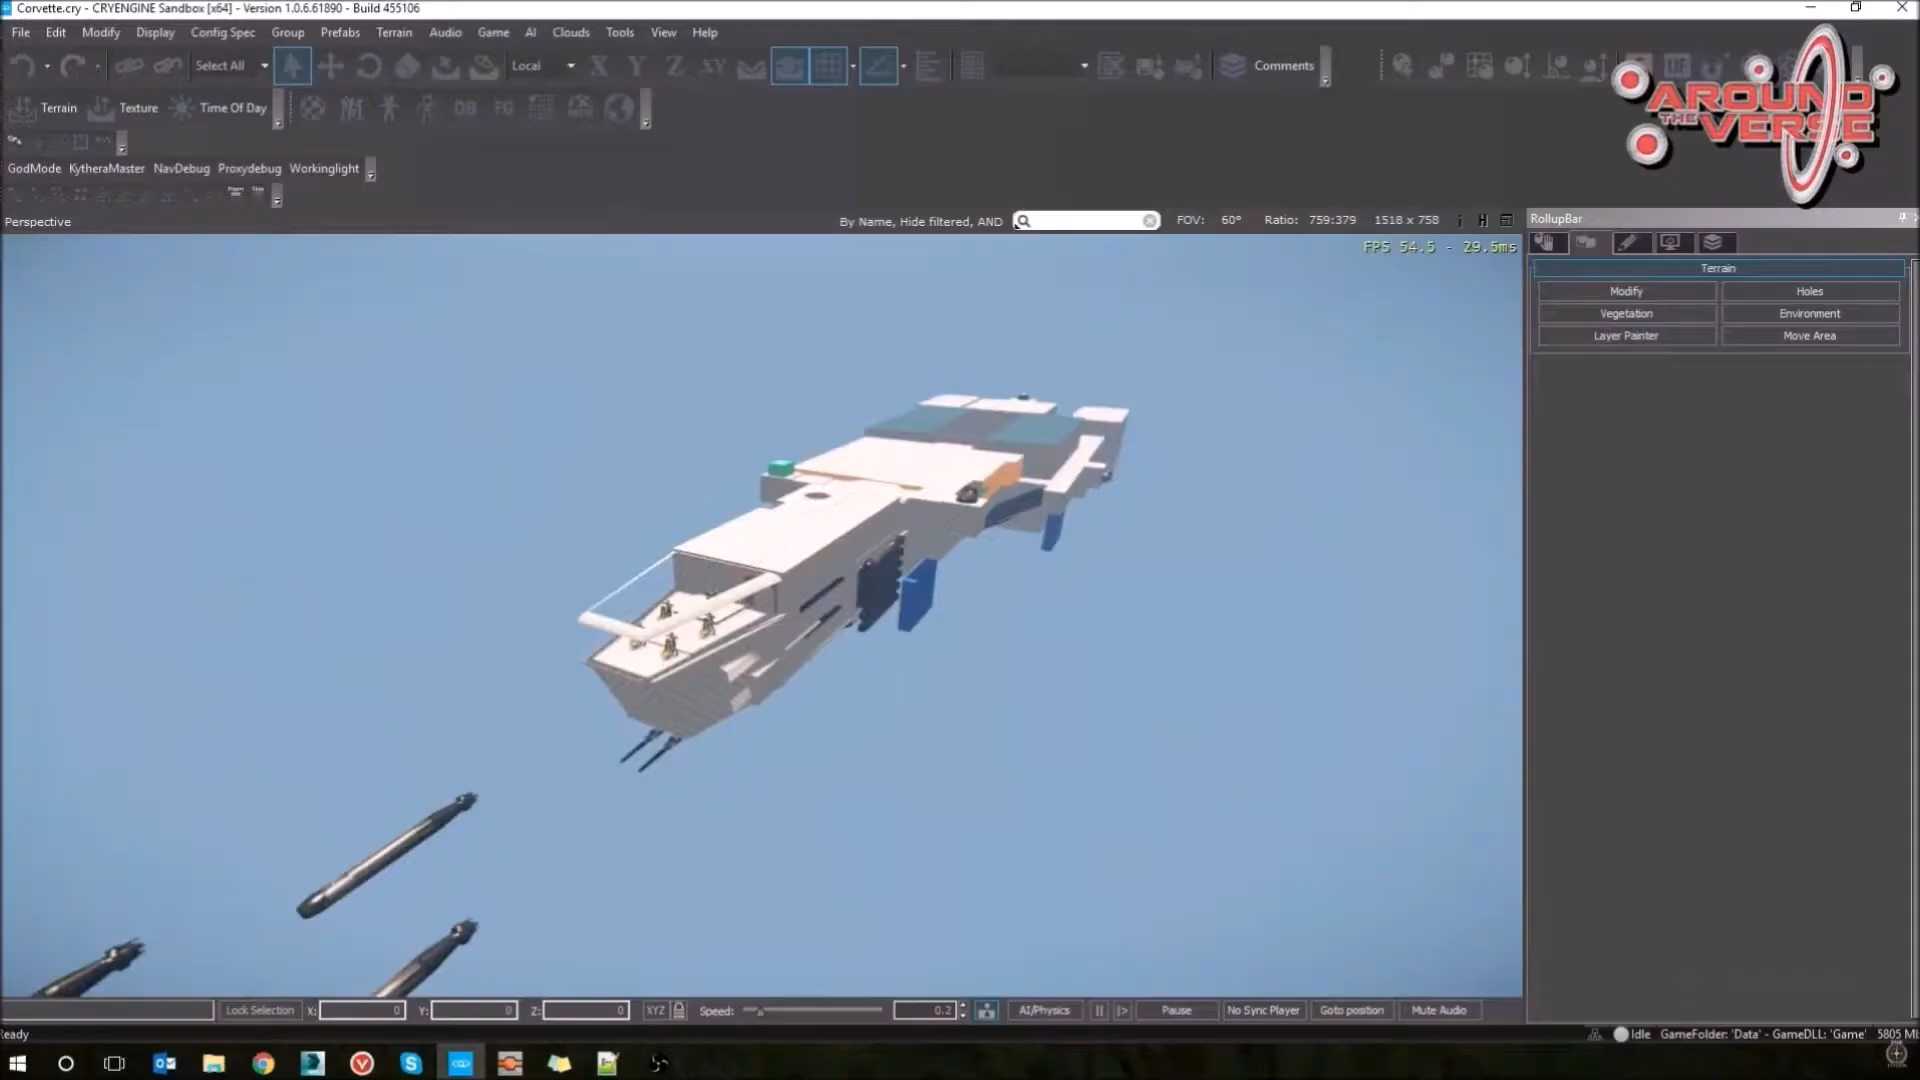 Corvette.cry - CRYENGINE Sandbox [x64] - Version 1.0.6.61890 - Build 455106
File Edit Modify Display Config Spec Group Prefabs Terrain Audio Game AI Clouds Tools View Help
Select All Local X Y Z XY Comments
AROUND
THE VERSE
Terrain Texture Time Of Day DB FG
GodMode KytheraMaster NavDebug Proxydebug Workinglight
Perspective By Name, Hide filtered, AND FOV: 60° Ratio: 759:379 1518 x 758 i H RollupBar
FPS 54.5 - 29.5ms
Terrain
Modify Holes
Vegetation Environment
Layer Painter Move Area
Lock Selection X: 0 Y: 0 Z: 0 XYZ Speed: 0.2 AI/Physics Pause No Sync Player Goto position Mute Audio
Ready Idle GameFolder: 'Data' - GameDLL: 'Game' 5805 M